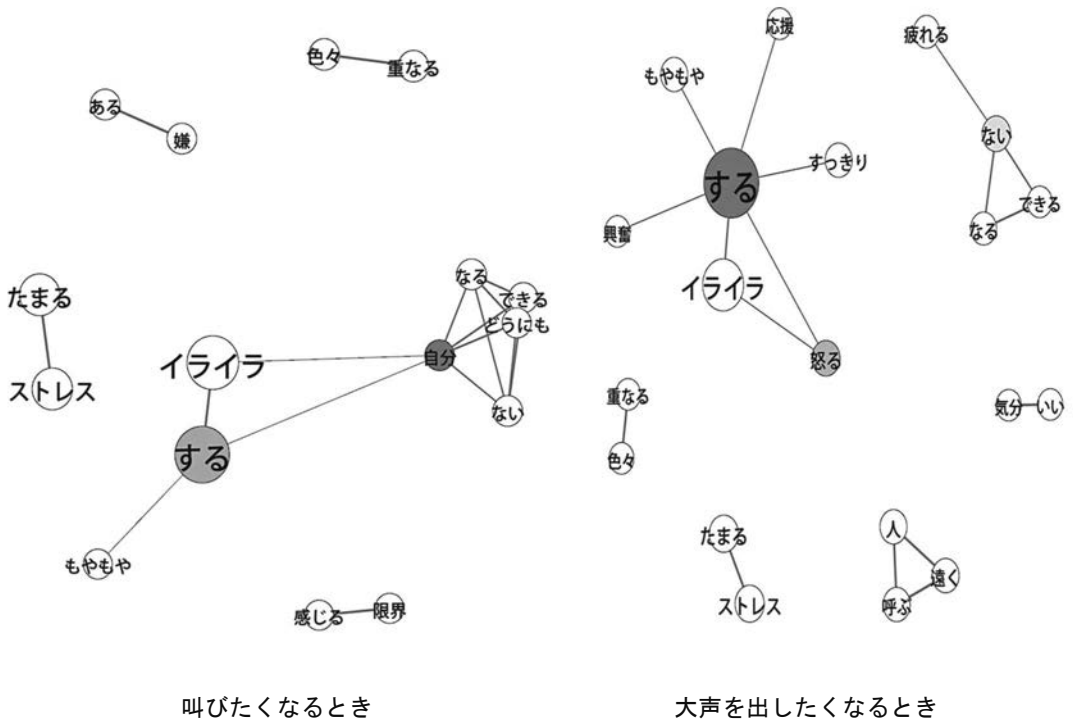 色々
重なる
ある
嫌
たまる
ストレス
イライラ
する
もやもや
なる
できる
どうにも
自分
ない
感じる
限界
叫びたくなるとき
応援
もやもや
する
すっきり
興奮
イライラ
怒る
疲れる
ない
できる
なる
重なる
色々
気分
いい
たまる
ストレス
人
遠く
呼ぶ
大声を出したくなるとき